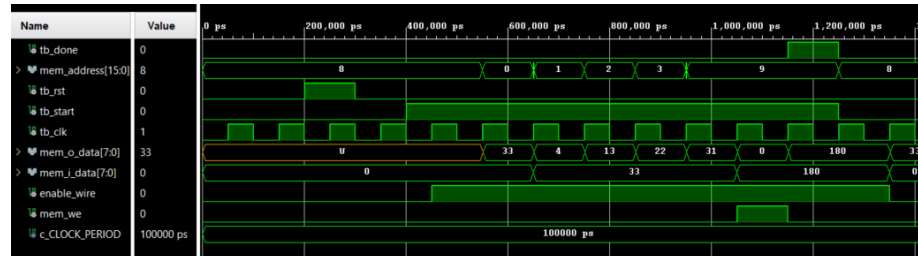 Name Value 0 ps 200,000 ps 400,000 ps 600,000 ps 800,000 ps 1,000,000 ps 1,200,000 ps
tb_done 0
mem_address[15:0] 8 8 0 1 2 3 9 8
tb_rst 0
tb_start 0
tb_clk 1
mem_o_data[7:0] 33 U 33 4 13 22 31 0 180 33
mem_i_data[7:0] 0 0 33 180 0
enable_wire 0
mem_we 0
c_CLOCK_PERIOD 100000 ps 100000 ps